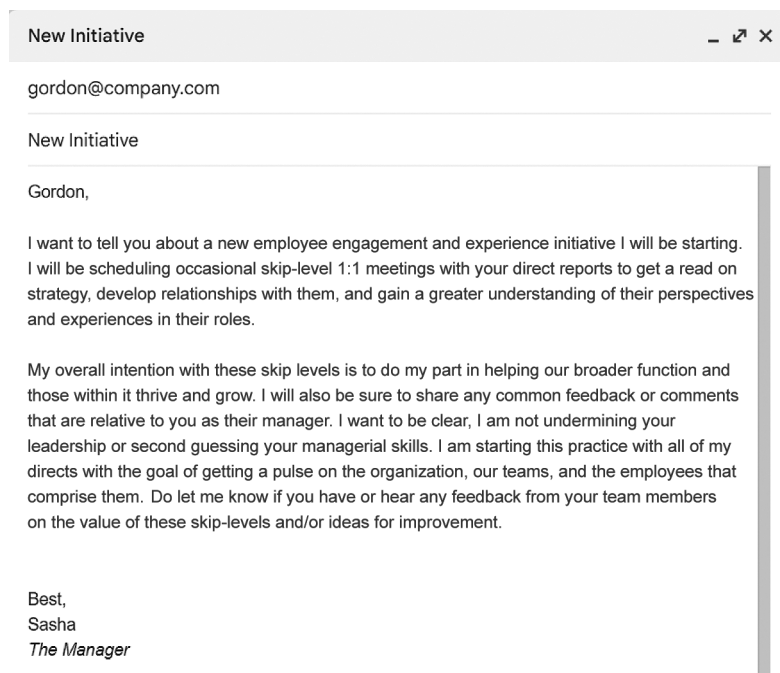 New Initiative
gordon@company.com
New Initiative
Gordon,
I want to tell you about a new employee engagement and experience initiative I will be starting.
I will be scheduling occasional skip-level 1:1 meetings with your direct reports to get a read on
strategy, develop relationships with them, and gain a greater understanding of their perspectives
and experiences in their roles.
My overall intention with these skip levels is to do my part in helping our broader function and
those within it thrive and grow. I will also be sure to share any common feedback or comments
that are relative to you as their manager. I want to be clear, I am not undermining your
leadership or second guessing your managerial skills. I am starting this practice with all of my
directs with the goal of getting a pulse on the organization, our teams, and the employees that
comprise them. Do let me know if you have or hear any feedback from your team members
on the value of these skip-levels and/or ideas for improvement.
Best,
Sasha
The Manager